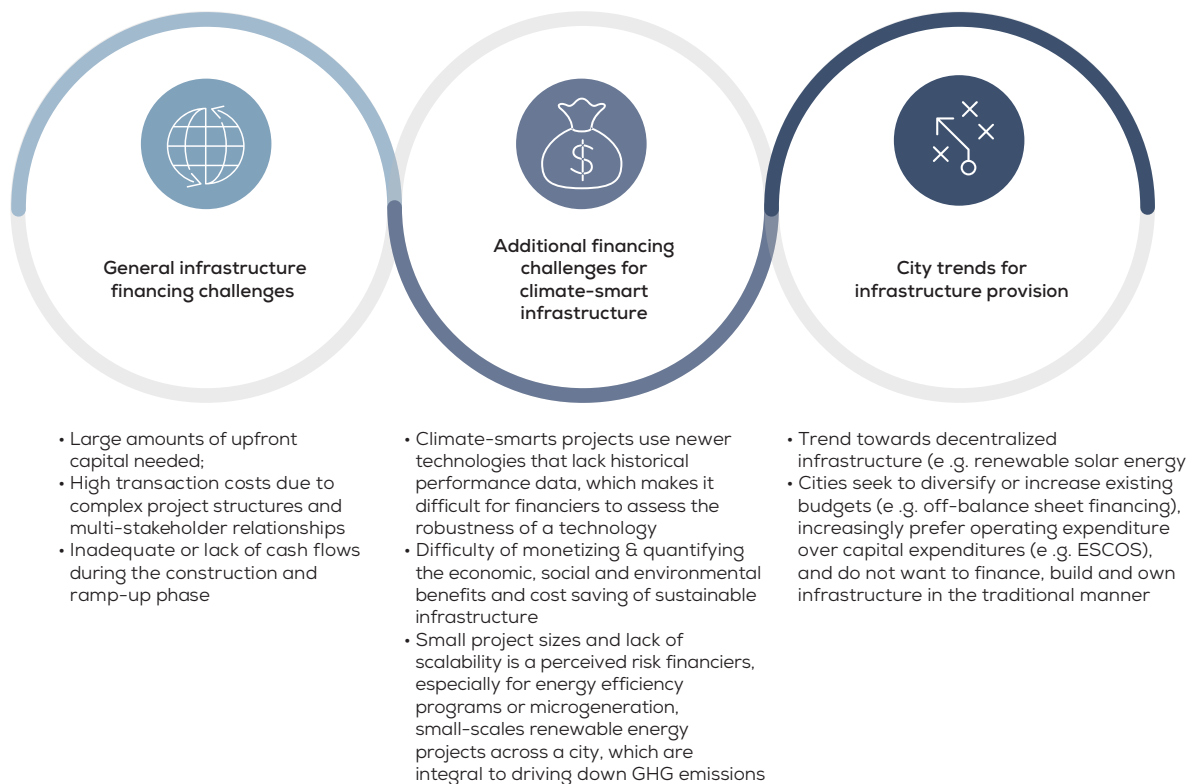 General infrastructure
financing challenges
Additional financing
challenges for
climate-smart
infrastructure
City trends for
infrastructure provision
• Large amounts of upfront
capital needed;
• High transaction costs due to
complex project structures and
multi-stakeholder relationships
• Inadequate or lack of cash flows
during the construction and
ramp-up phase
• Climate-smarts projects use newer
technologies that lack historical
performance data, which makes it
difficult for financiers to assess the
robustness of a technology
• Difficulty of monetizing & quantifying
the economic, social and environmental
benefits and cost saving of sustainable
infrastructure
• Small project sizes and lack of
scalability is a perceived risk financiers,
especially for energy efficiency
programs or microgeneration,
small-scales renewable energy
projects across a city, which are
integral to driving down GHG emissions
• Trend towards decentralized
infrastructure (e .g. renewable solar energy
• Cities seek to diversify or increase existing
budgets (e .g. off-balance sheet financing),
increasingly prefer operating expenditure
over capital expenditures (e .g. ESCOS),
and do not want to finance, build and own
infrastructure in the traditional manner